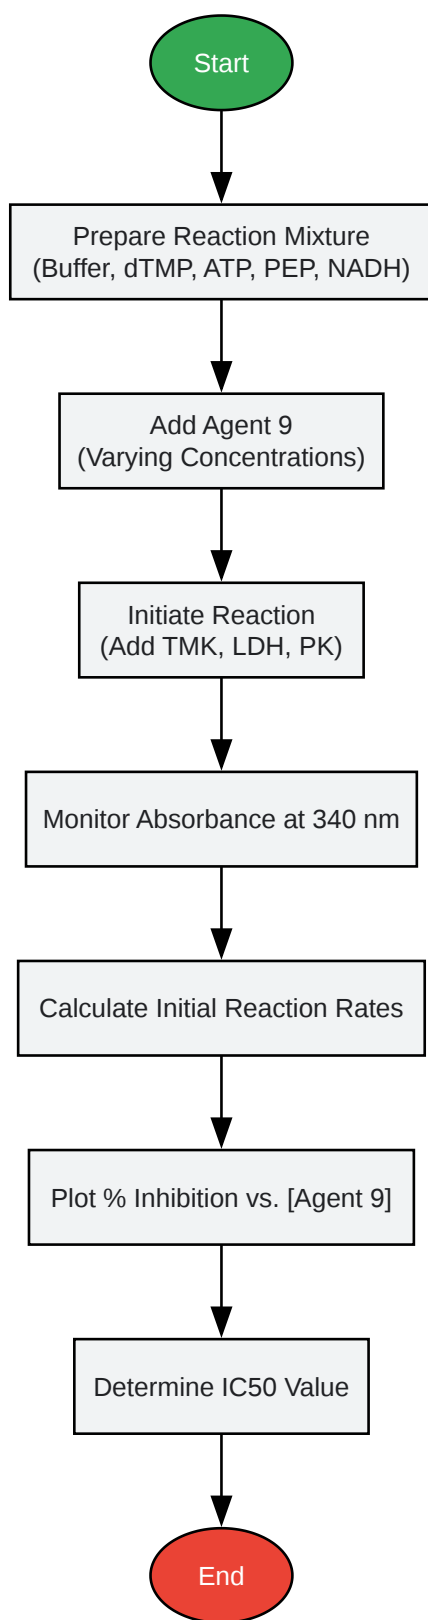 Start
Prepare Reaction Mixture
(Buffer, dTMP, ATP, PEP, NADH)
Add Agent 9
(Varying Concentrations)
Initiate Reaction
(Add TMK, LDH, PK)
Monitor Absorbance at 340 nm
Calculate Initial Reaction Rates
Plot % Inhibition vs. [Agent 9]
Determine IC50 Value
End